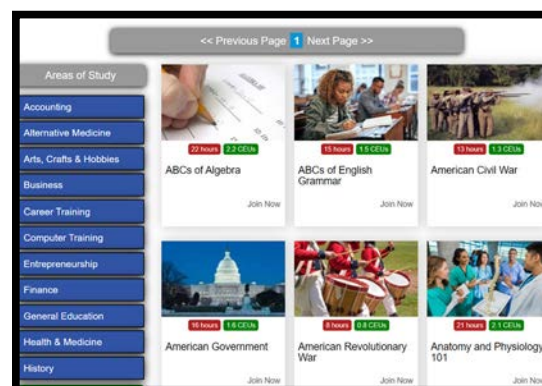 << Previous Page 1 Next Page >>
Areas of Study
Accounting
Alternative Medicine
Arts, Crafts & Hobbies
Business
Career Training
Computer Training
Entrepreneurship
Finance
General Education
Health & Medicine
History
22 hours 2.2 CEUs
ABCs of Algebra
Join Now
15 hours 1.5 CEUs
ABCs of English
Grammar
Join Now
13 hours 1.3 CEUs
American Civil War
Join Now
16 hours 1.6 CEUs
American Government
Join Now
8 hours 0.8 CEUs
American Revolutionary
War
Join Now
21 hours 2.1 CEUs
Anatomy and Physiology
101
Join Now